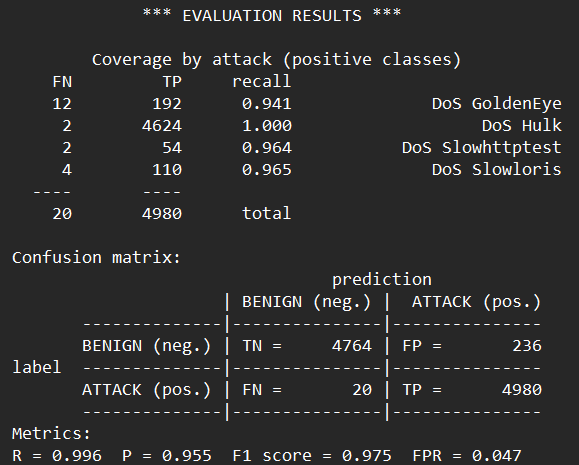 *** EVALUATION RESULTS ***
Coverage by attack (positive classes)
FN TP recall
12 192 0.941 DoS GoldenEye
2 4624 1.000 DoS Hulk
2 54 0.964 DoS Slowhttptest
4 110 0.965 DoS Slowloris
---- ----
20 4980 total
Confusion matrix:
prediction
| BENIGN (neg.) | ATTACK (pos.)
--------------|---------------|---------------
BENIGN (neg.) | TN = 4764 | FP = 236
label --------------|---------------|---------------
ATTACK (pos.) | FN = 20 | TP = 4980
--------------|---------------|---------------
Metrics:
R = 0.996 P = 0.955 F1 score = 0.975 FPR = 0.047